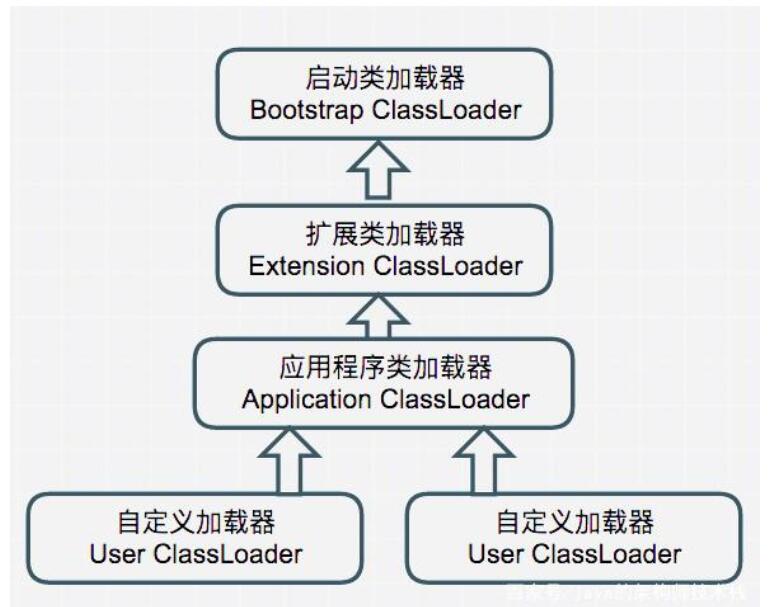 启动类加载器
Bootstrap ClassLoader
扩展类加载器
Extension ClassLoader
应用程序类加载器
Application ClassLoader
自定义加载器
User ClassLoader
自定义加载器
User ClassLoader
百家号/java的架构师技术栈